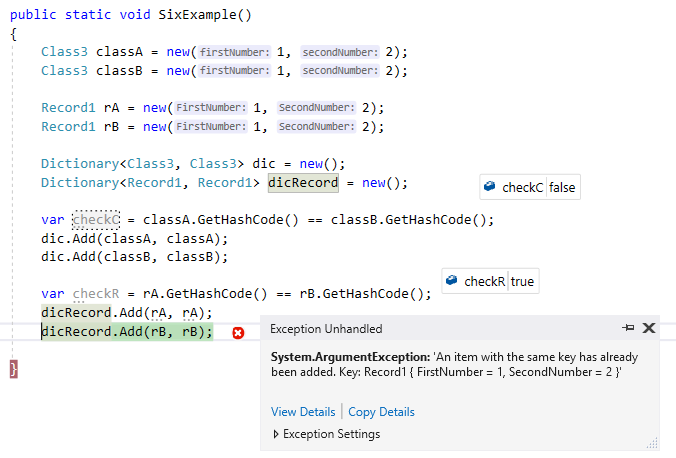 public static void SixExample()
{
Class3 classA = new(firstNumber: 1, secondNumber: 2);
Class3 classB = new(firstNumber: 1, secondNumber: 2);
Record1 rA = new(FirstNumber: 1, SecondNumber: 2);
Record1 rB = new(FirstNumber: 1, SecondNumber: 2);
Dictionary<Class3, Class3> dic = new();
Dictionary<Record1, Record1> dicRecord = new();
checkC false
var checkC = classA.GetHashCode() == classB.GetHashCode();
dic.Add(classA, classA);
dic.Add(classB, classB);
checkR true
var checkR = rA.GetHashCode() == rB.GetHashCode();
dicRecord.Add(rA, rA);
dicRecord.Add(rB, rB);
Exception Unhandled
System.ArgumentException: 'An item with the same key has already
been added. Key: Record1 { FirstNumber = 1, SecondNumber = 2 }'
View Details | Copy Details
Exception Settings
}